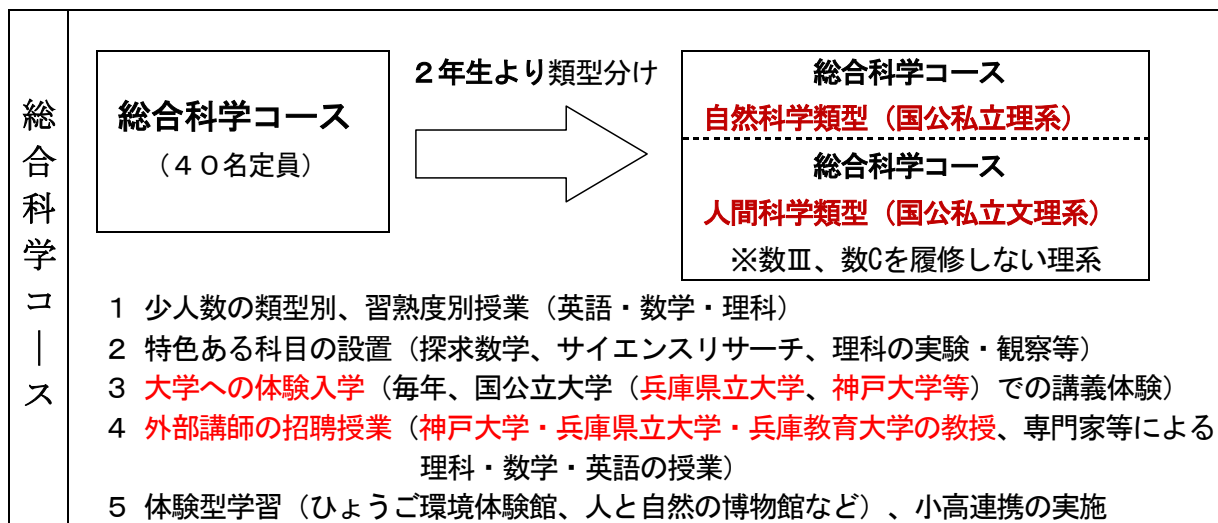 総合科学コース
総合科学コース
(40名定員)
2年生より類型分け
総合科学コース
自然科学類型(国公私立理系)
総合科学コース
人間科学類型(国公私立文理系)
※数Ⅲ、数Cを履修しない理系
1 少人数の類型別、習熟度別授業(英語・数学・理科)
2 特色ある科目の設置(探求数学、サイエンスリサーチ、理科の実験・観察等)
3 大学への体験入学(毎年、国公立大学(兵庫県立大学、神戸大学等)での講義体験)
4 外部講師の招聘授業(神戸大学・兵庫県立大学・兵庫教育大学の教授、専門家等による
理科・数学・英語の授業)
5 体験型学習(ひょうご環境体験館、人と自然の博物館など)、小高連携の実施